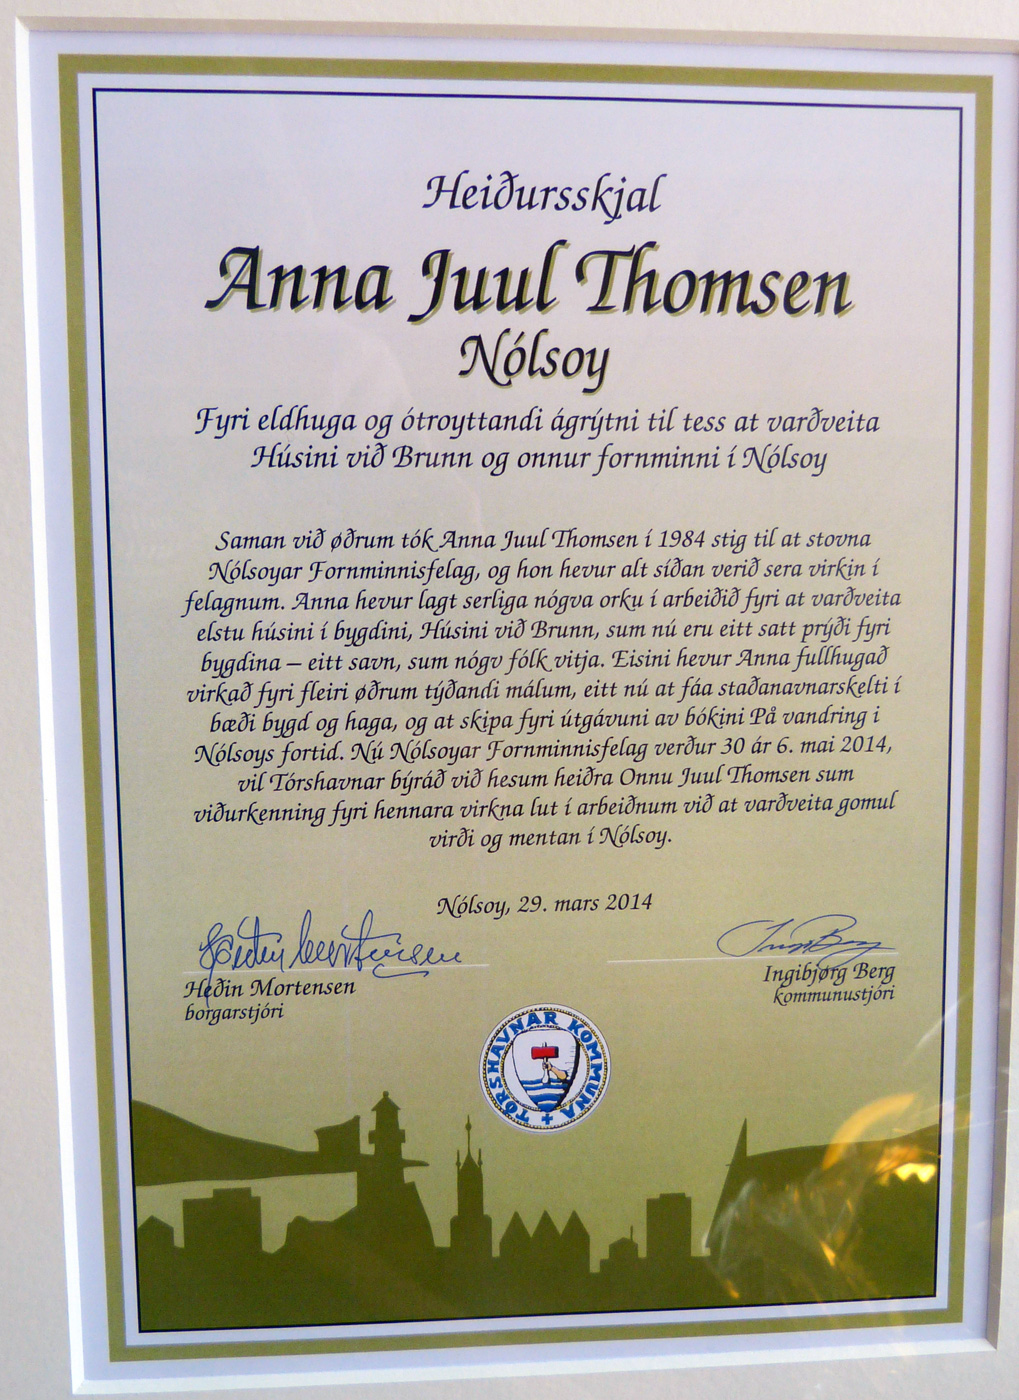 Heiðursskjal
Anna Juul Thomsen
Nólsoy
Fyri eldhuga og ótroyttandi ágrýtni til tess at varðveita
Húsini við Brunn og onnur fornminni í Nólsoy
Saman við øðrum tók Anna Juul Thomsen í 1984 stig til at stovna
Nólsoyar Fornminnisfelag, og hon hevur alt síðan verið sera virkin í
felagnum. Anna hevur lagt serliga nógva orku í arbeiðið fyri at varðveita
elstu húsini í bygdini, Húsini við Brunn, sum nú eru eitt satt prýði fyri
bygdina – eitt savn, sum nógv fólk vitja. Eisini hevur Anna fullhugað
virkað fyri fleiri øðrum týðandi málum, eitt nú at fáa staðanavnarskelti í
bæði bygd og haga, og at skipa fyri útgávuni av bókini På vandring i
Nólsoys fortid. Nú Nólsoyar Fornminnisfelag verður 30 ár 6. mai 2014,
vil Tórshavnar býráð við hesum heiðra Onnu Juul Thomsen sum
viðurkenning fyri hennara virkna lut í arbeiðnum við at varðveita gomul
virði og mentan í Nólsoy.
Nólsoy, 29. mars 2014
Heðin Mortensen
Heðin Mortensen
borgarstjóri
Ingibjørg Berg
kommunustjóri
TÓRSHAVNAR KOMMUNA